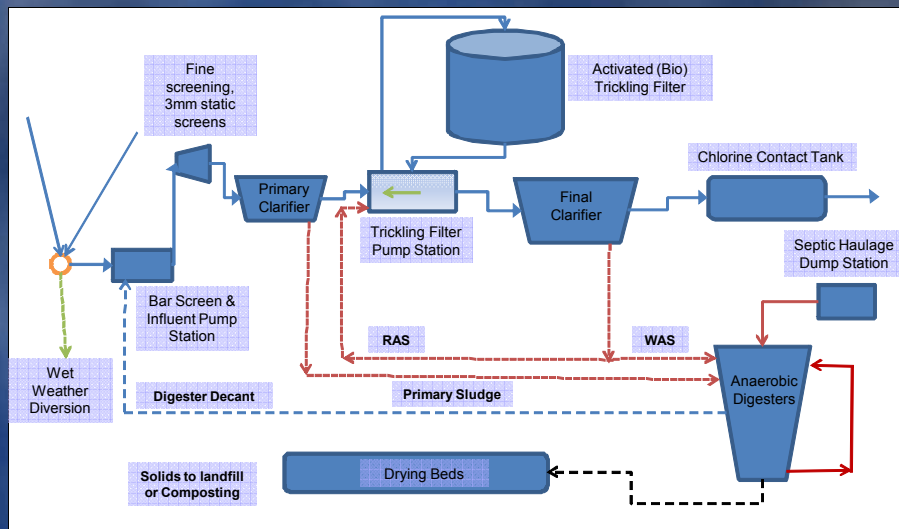 Fine
screening,
3mm static
screens
Activated (Bio)
Trickling Filter
Chlorine Contact Tank
Primary
Clarifier
Final
Clarifier
Trickling Filter
Pump Station
Septic Haulage
Dump Station
Bar Screen &
Influent Pump
Station
RAS
WAS
Wet
Weather
Diversion
Digester Decant
Primary Sludge
Anaerobic
Digesters
Solids to landfill
or Composting
Drying Beds